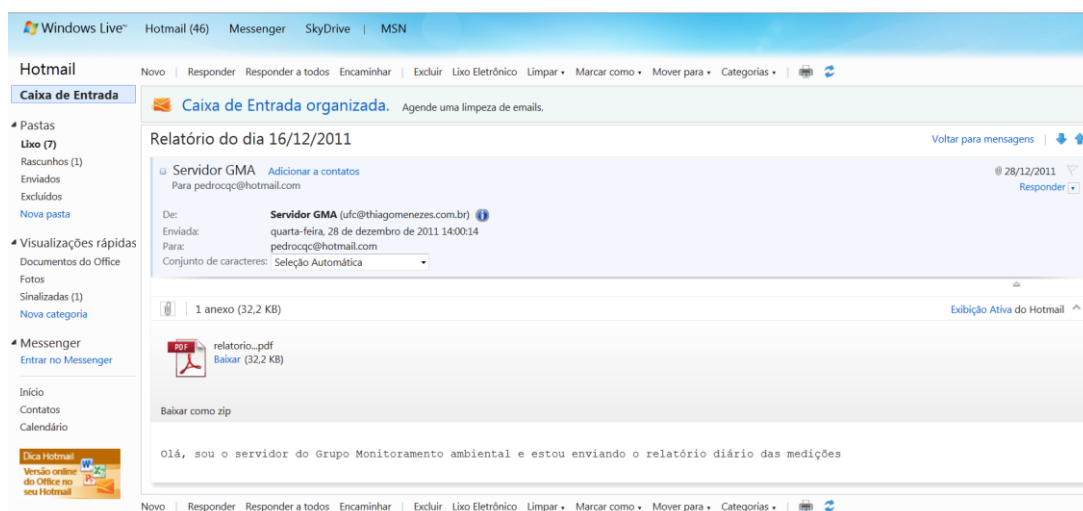 Windows Live™ Hotmail (46) Messenger SkyDrive | MSN
Hotmail
Novo | Responder Responder a todos Encaminhar | Excluir Lixo Eletrônico Limpar Marcar como Mover para Categorias
Caixa de Entrada
Caixa de Entrada organizada. Agende uma limpeza de emails.
Pastas
Lixo (7)
Rascunhos (1)
Enviados
Excluídos
Nova pasta
Visualizações rápidas
Documentos do Office
Fotos
Sinalizadas (1)
Nova categoria
Messenger
Entrar no Messenger
Início
Contatos
Calendário
Dica Hotmail
Versão online
do Office no
seu Hotmail
Relatório do dia 16/12/2011
Voltar para mensagens |
Servidor GMA Adicionar a contatos
28/12/2011
Para pedrocqc@hotmail.com
Responder
De: Servidor GMA (ufc@thiagomenezes.com.br)
Enviada: quarta-feira, 28 de dezembro de 2011 14:00:14
Para: pedrocqc@hotmail.com
Conjunto de caracteres: Seleção Automática
1 anexo (32,2 KB)
Exibição Ativa do Hotmail
PDF
relatorio...pdf
Baixar (32,2 KB)
Baixar como zip
Olá, sou o servidor do Grupo Monitoramento ambiental e estou enviando o relatório diário das medições
Novo | Responder Responder a todos Encaminhar | Excluir Lixo Eletrônico Limpar Marcar como Mover para Categorias